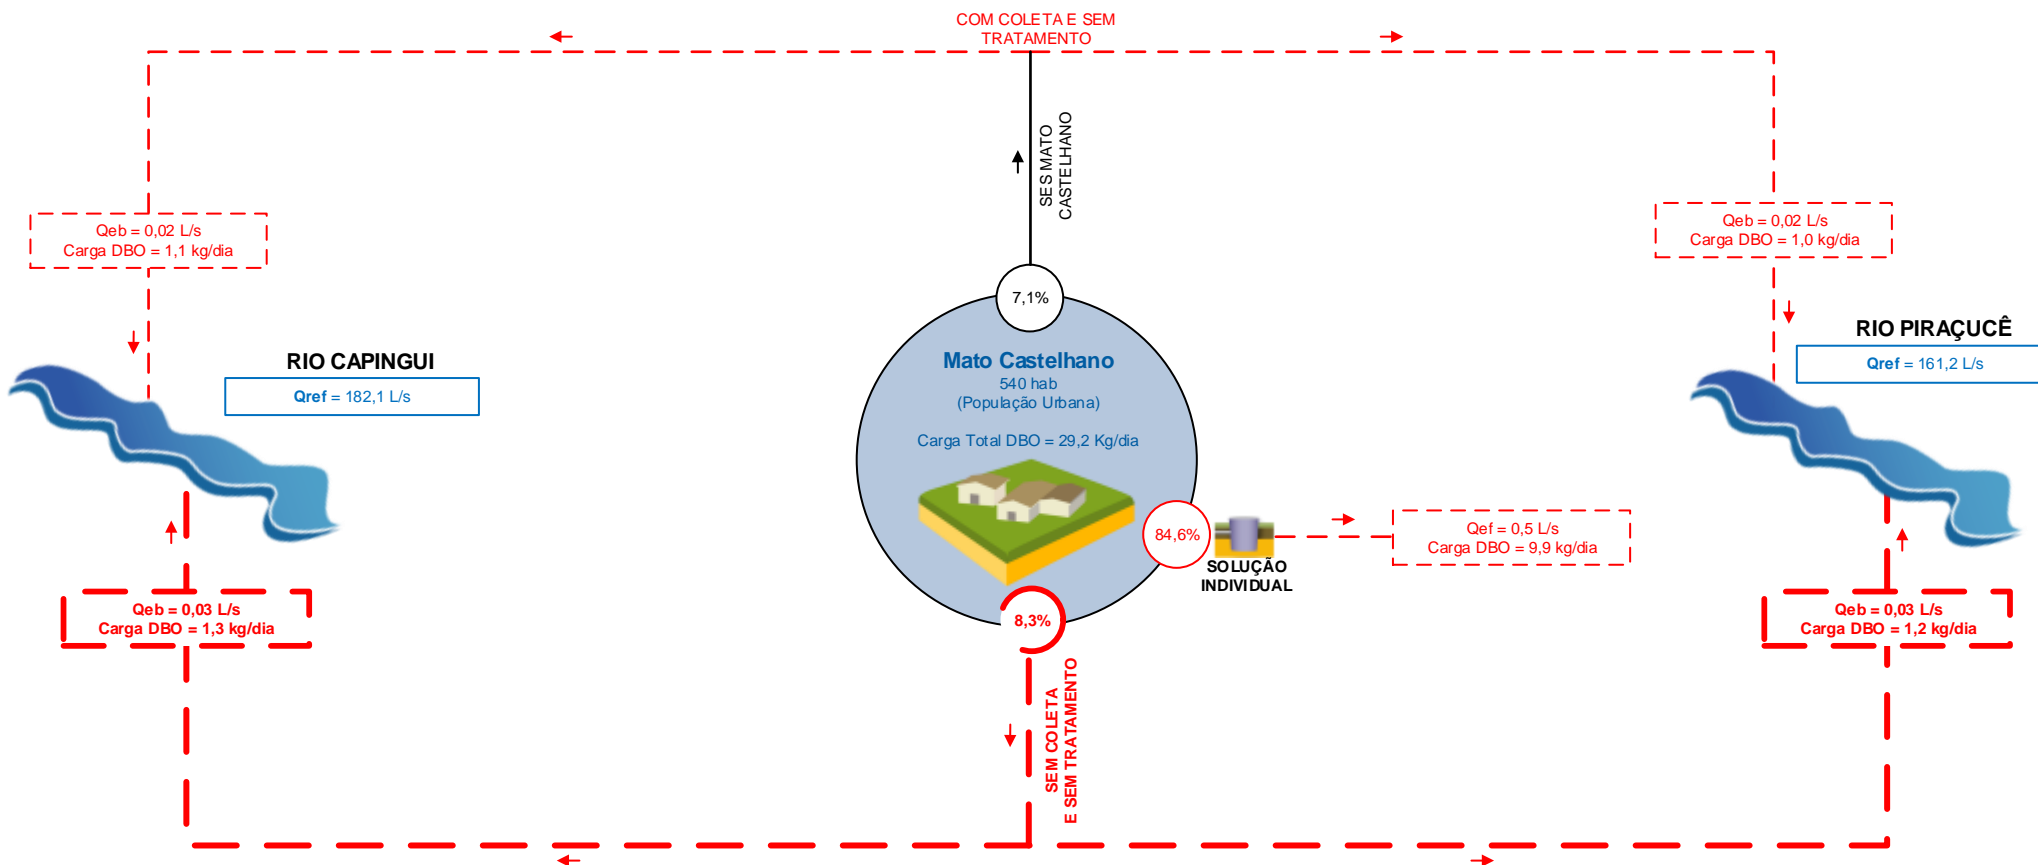 COM COLETA E SEM
TRATAMENTO
SES MATO
CASTELHANO
Qeb = 0,02 L/s
Carga DBO = 1,1 kg/dia
Qeb = 0,02 L/s
Carga DBO = 1,0 kg/dia
7,1%
RIO CAPINGUI
Qref = 182,1 L/s
Mato Castelhano
540 hab
(População Urbana)
Carga Total DBO = 29,2 Kg/dia
RIO PIRAÇUCÊ
Qref = 161,2 L/s
84,6%
SOLUÇÃO
INDIVIDUAL
Qef = 0,5 L/s
Carga DBO = 9,9 kg/dia
8,3%
Qeb = 0,03 L/s
Carga DBO = 1,3 kg/dia
Qeb = 0,03 L/s
Carga DBO = 1,2 kg/dia
SEM COLETA
E SEM TRATAMENTO